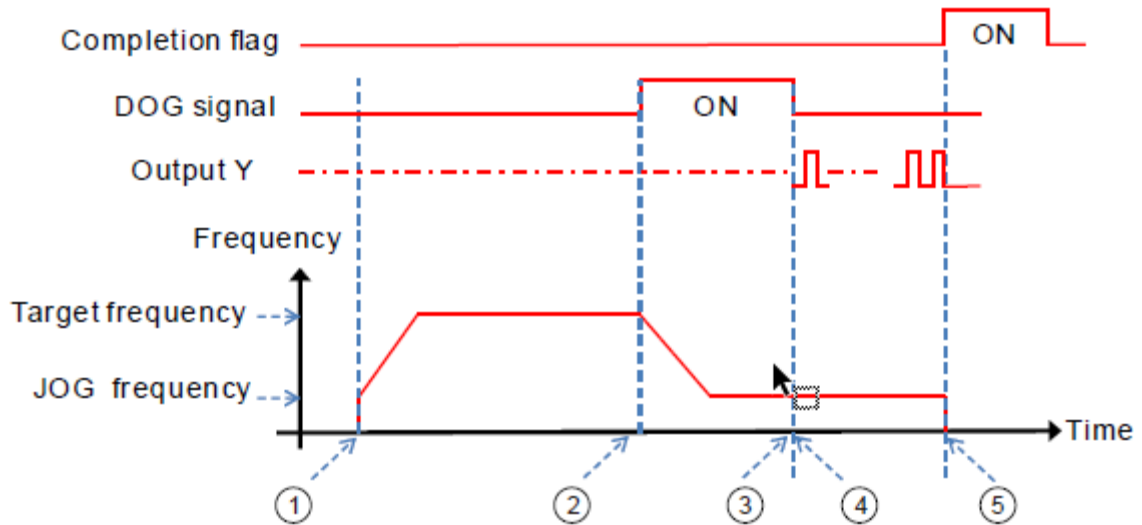 Completion flag
ON
DOG signal
ON
Output Y
Frequency
Target frequency
JOG frequency
Time
1
2
3
4
5